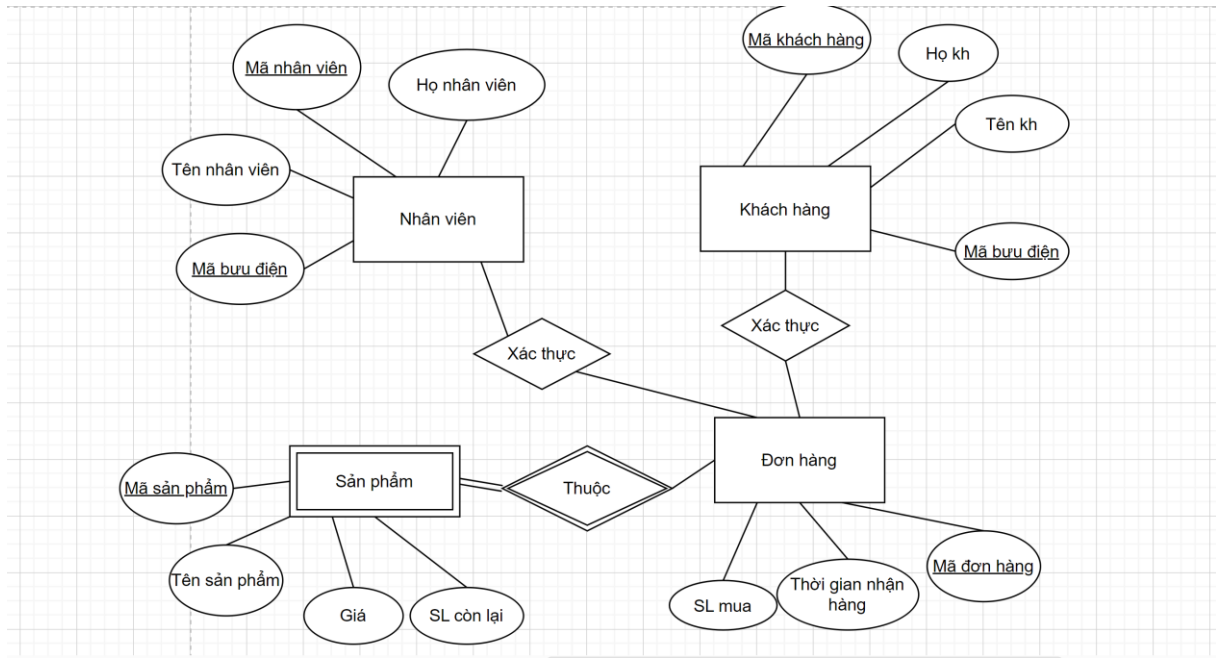 Mã khách hàng
Họ kh
Mã nhân viên
Họ nhân viên
Tên kh
Tên nhân viên
Nhân viên
Khách hàng
Mã bưu điện
Mã bưu điện
Xác thực
Xác thực
Sản phẩm
Thuộc
Đơn hàng
Mã sản phẩm
Tên sản phẩm
Giá
SL còn lại
SL mua
Thời gian nhận
hàng
Mã đơn hàng